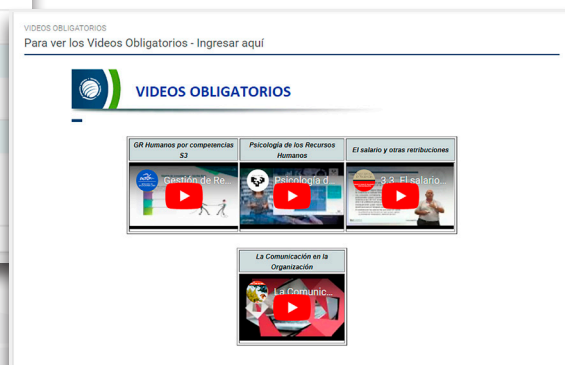 VIDEOS OBLIGATORIOS
Para ver los Videos Obligatorios - Ingresar aquí
VIDEOS OBLIGATORIOS
GR Humanos por competencias
S3
Psicología de los Recursos
Humanos
El salario y otras retribuciones
Gestión de Re...
Psicología d...
3.3. El salario...
La Comunicación en la
Organización
La Comunic...